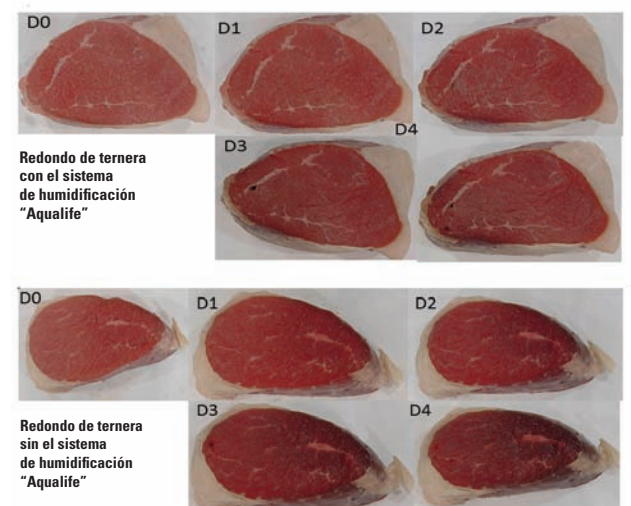 D0
D1
D2
D3
D4
Redondo de ternera
con el sistema
de humidificación
“Aqualife”
D0
D1
D2
D3
D4
Redondo de ternera
sin el sistema
de humidificación
“Aqualife”